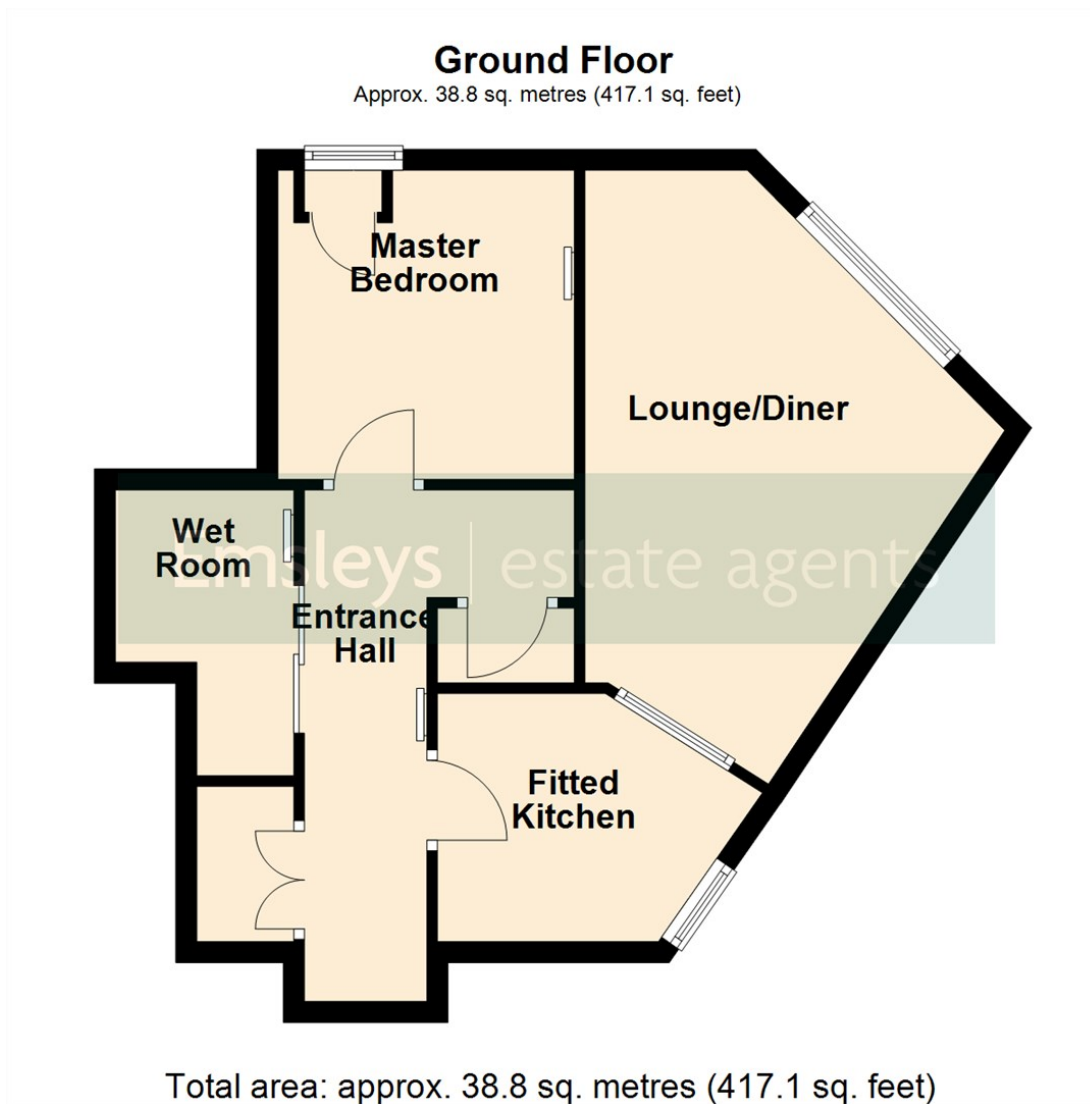 Ground Floor
Approx. 38.8 sq. metres (417.1 sq. feet)
Master
Bedroom
Lounge/Diner
Wet
Room
Emsleys | estate agents
Entrance
Hall
Fitted
Kitchen
Total area: approx. 38.8 sq. metres (417.1 sq. feet)